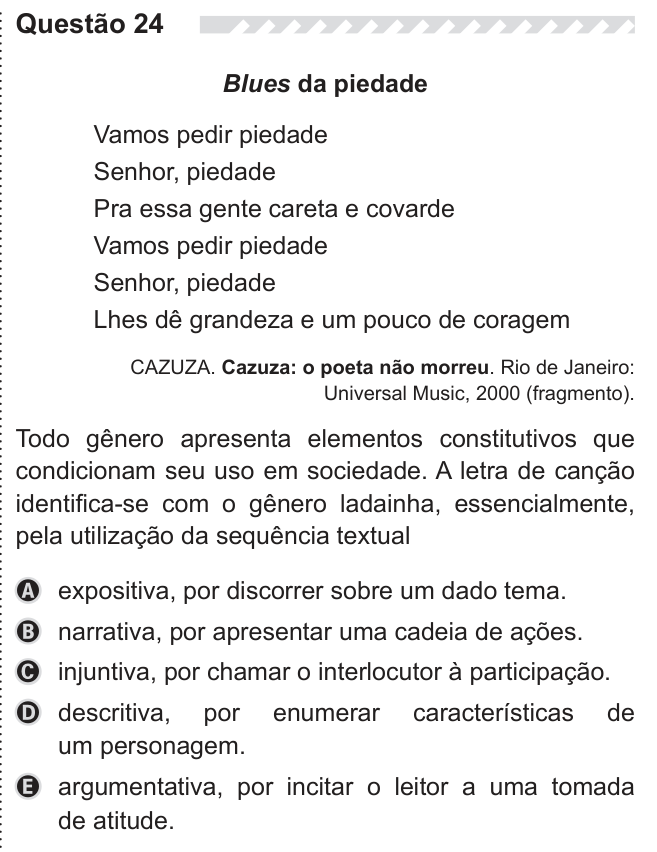 Questão 24
Blues da piedade
Vamos pedir piedade
Senhor, piedade
Pra essa gente careta e covarde
Vamos pedir piedade
Senhor, piedade
Lhes dê grandeza e um pouco de coragem
CAZUZA. Cazuza: o poeta não morreu. Rio de Janeiro:
Universal Music, 2000 (fragmento).
Todo gênero apresenta elementos constitutivos que
condicionam seu uso em sociedade. A letra de canção
identifica-se com o gênero ladainha, essencialmente,
pela utilização da sequência textual
A expositiva, por discorrer sobre um dado tema.
B narrativa, por apresentar uma cadeia de ações.
C injuntiva, por chamar o interlocutor à participação.
D descritiva, por enumerar características de
um personagem.
E argumentativa, por incitar o leitor a uma tomada
de atitude.